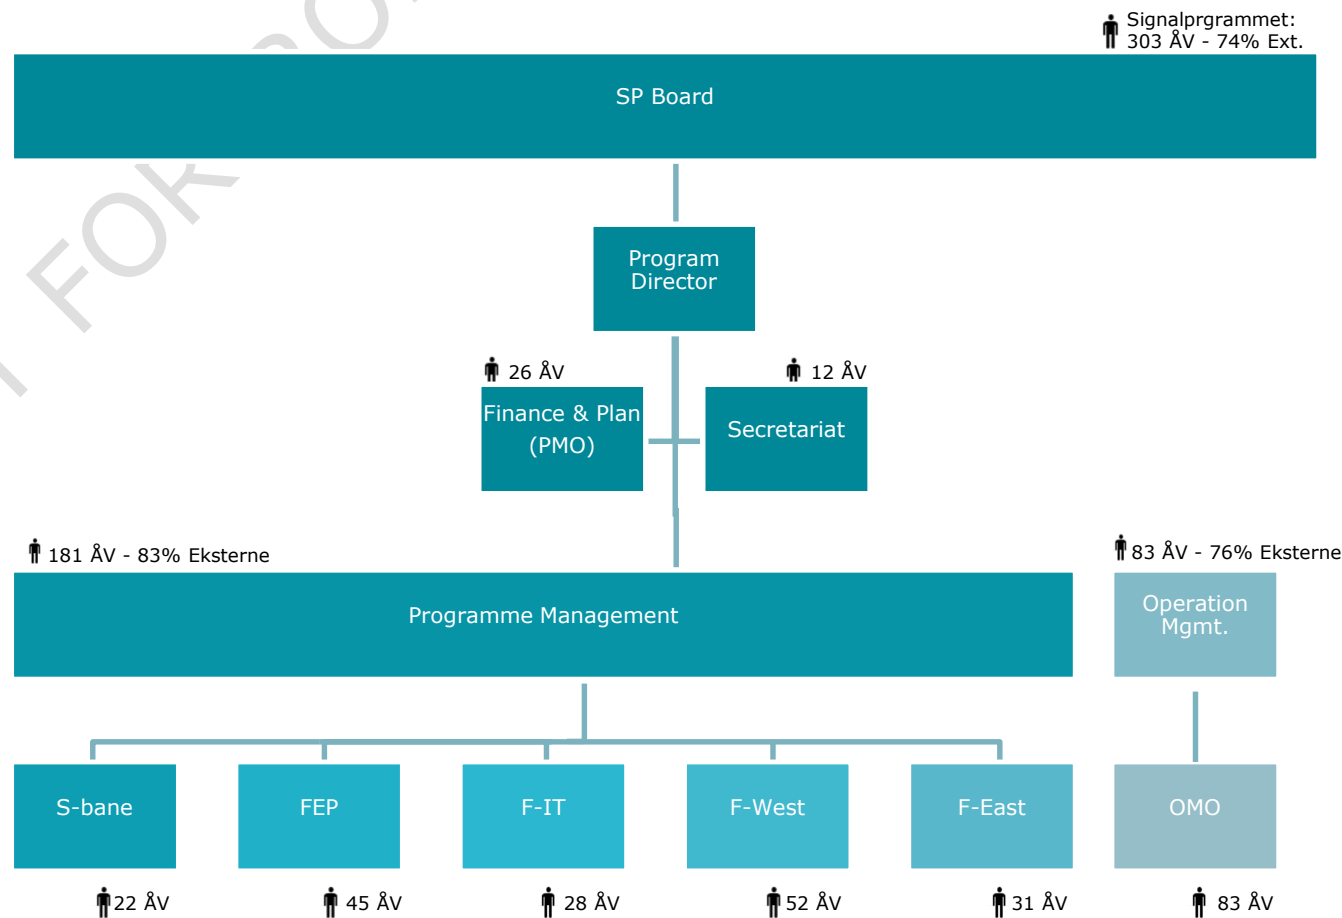 Signalprgrammet:
303 ÅV - 74% Ext.
SP Board
Program
Director
26 ÅV
12 ÅV
Finance & Plan
(PMO)
Secretariat
181 ÅV - 83% Eksterne
83 ÅV - 76% Eksterne
Programme Management
Operation
Mgmt.
S-bane
FEP
F-IT
F-West
F-East
OMO
22 ÅV
45 ÅV
28 ÅV
52 ÅV
31 ÅV
83 ÅV
FOR